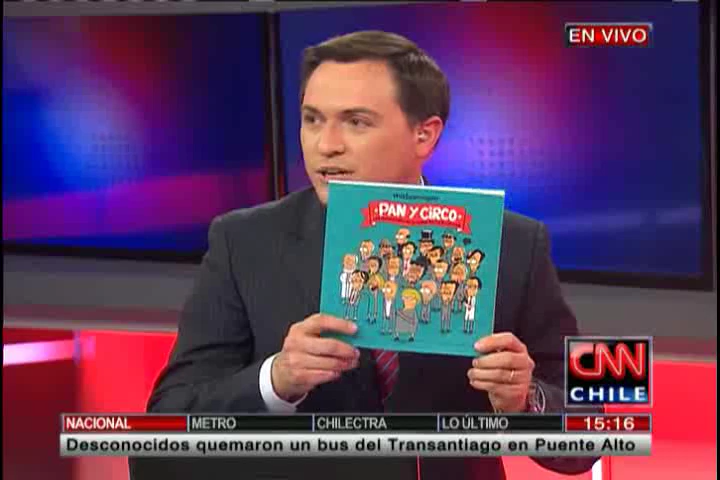 EN VIVO
PAN Y CIRCO
CNN
CHILE
NACIONAL METRO CHILECTRA LO ÚLTIMO 15:16
Desconocidos quemaron un bus del Transantiago en Puente Alto